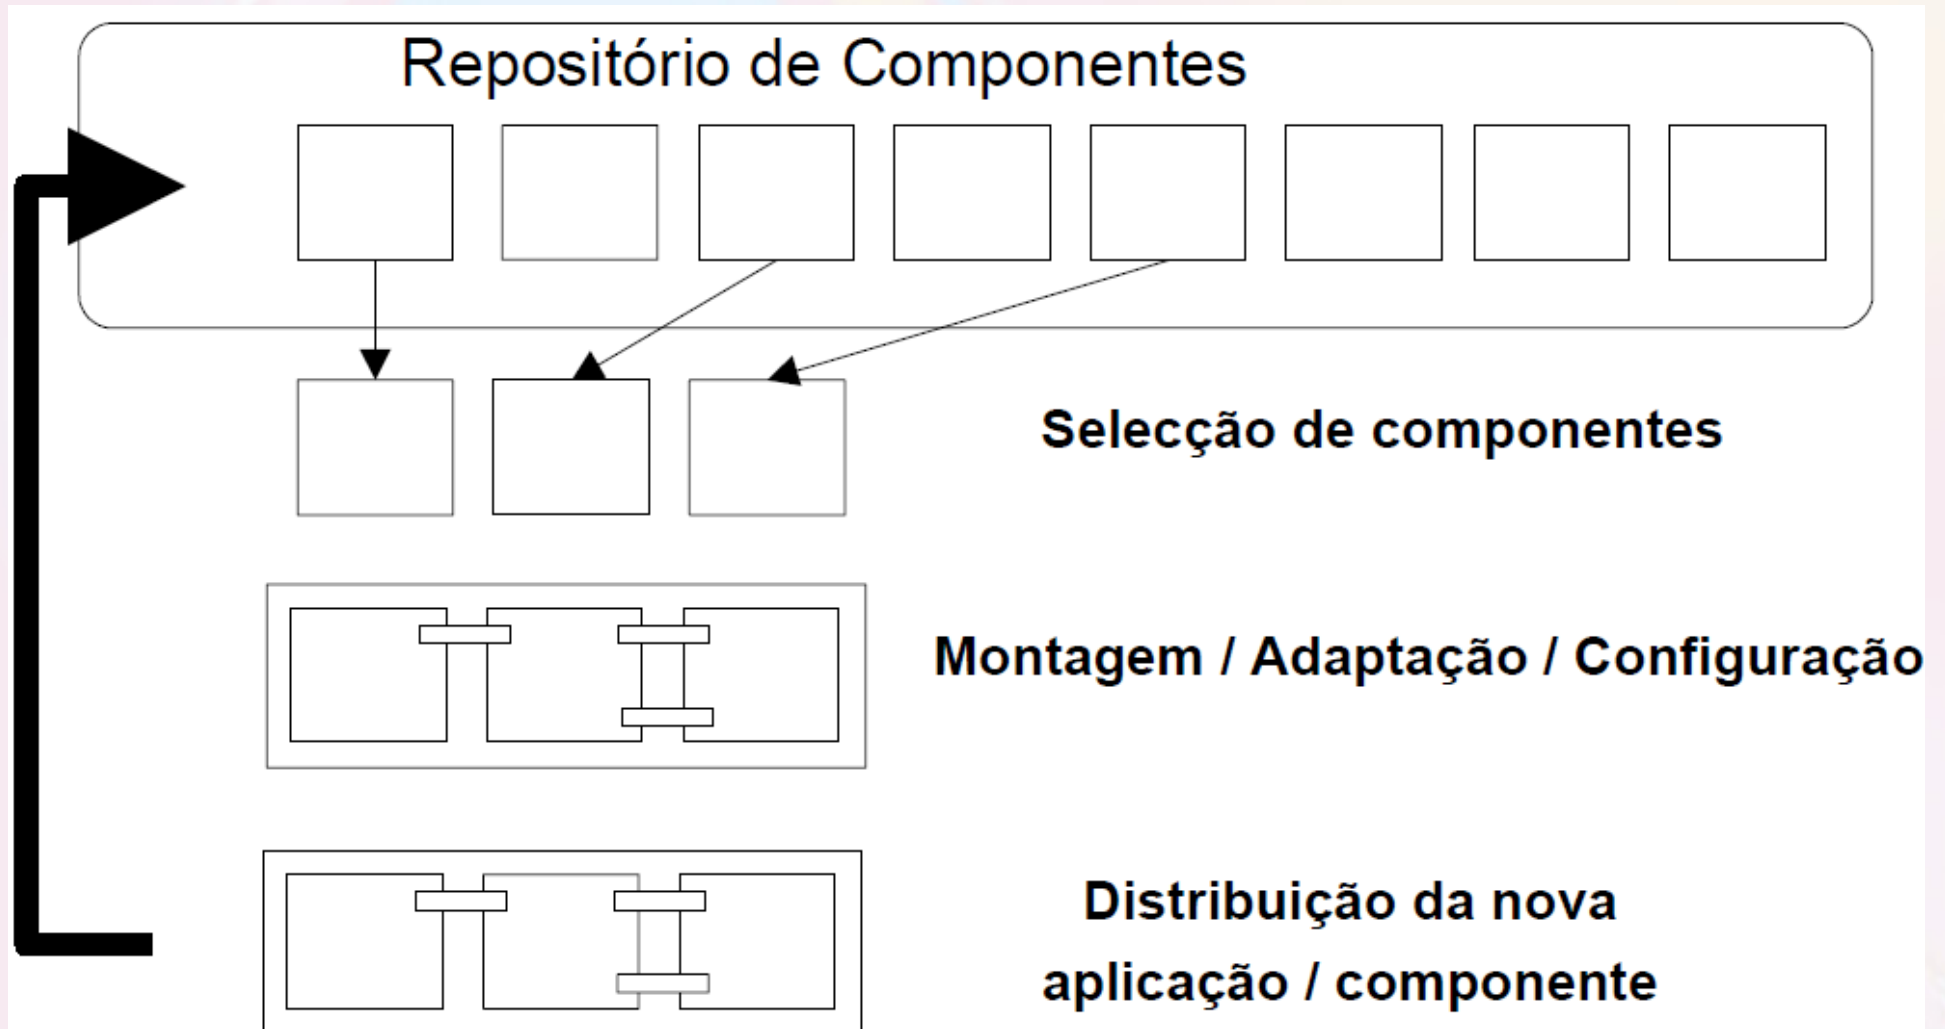 Repositório de Componentes
Selecção de componentes
Montagem / Adaptação / Configuração
Distribuição da nova
aplicação / componente